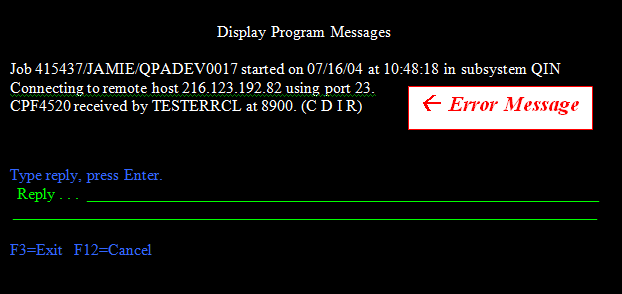 Display Program Messages
Job 415437/JAMIE/QPADEV0017 started on 07/16/04 at 10:48:18 in subsystem QIN
Connecting to remote host 216.123.192.82 using port 23.
CPF4520 received by TESTERRCL at 8900. (C D I R)
← Error Message
Type reply, press Enter.
Reply . . .
F3=Exit F12=Cancel